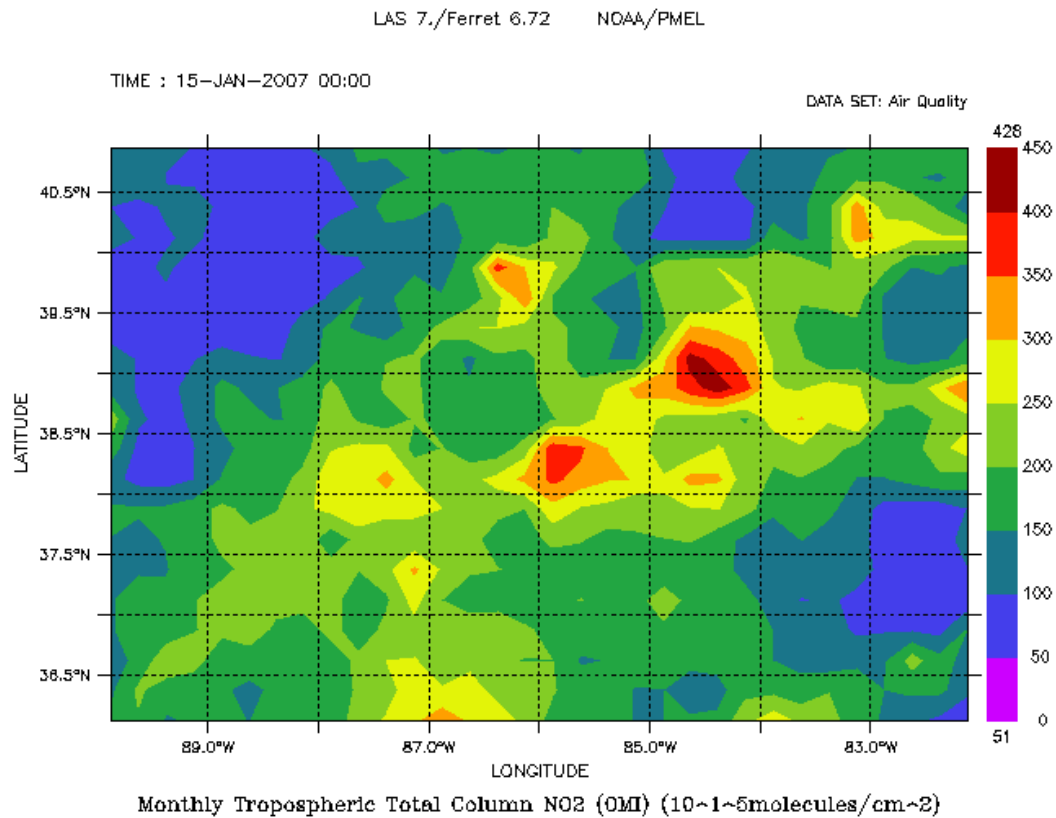 LAS 7./Ferret 6.72 NOAA/PMEL
TIME : 15-JAN-2007 00:00
DATA SET: Air Quality
428
450
400
350
300
250
200
150
100
50
0
51
40.5°N
39.5°N
38.5°N
37.5°N
36.5°N
LATITUDE
89.0°W 87.0°W 85.0°W 83.0°W
LONGITUDE
Monthly Tropospheric Total Column NO2 (OMI) (10~1~5molecules/cm~2)